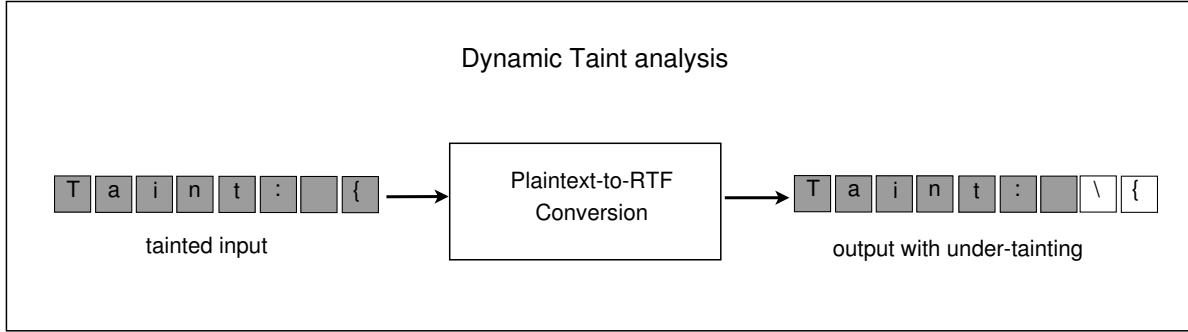 Dynamic Taint analysis
T a i n t : {
Plaintext-to-RTF
Conversion
T a i n t : \ {
tainted input
output with under-tainting